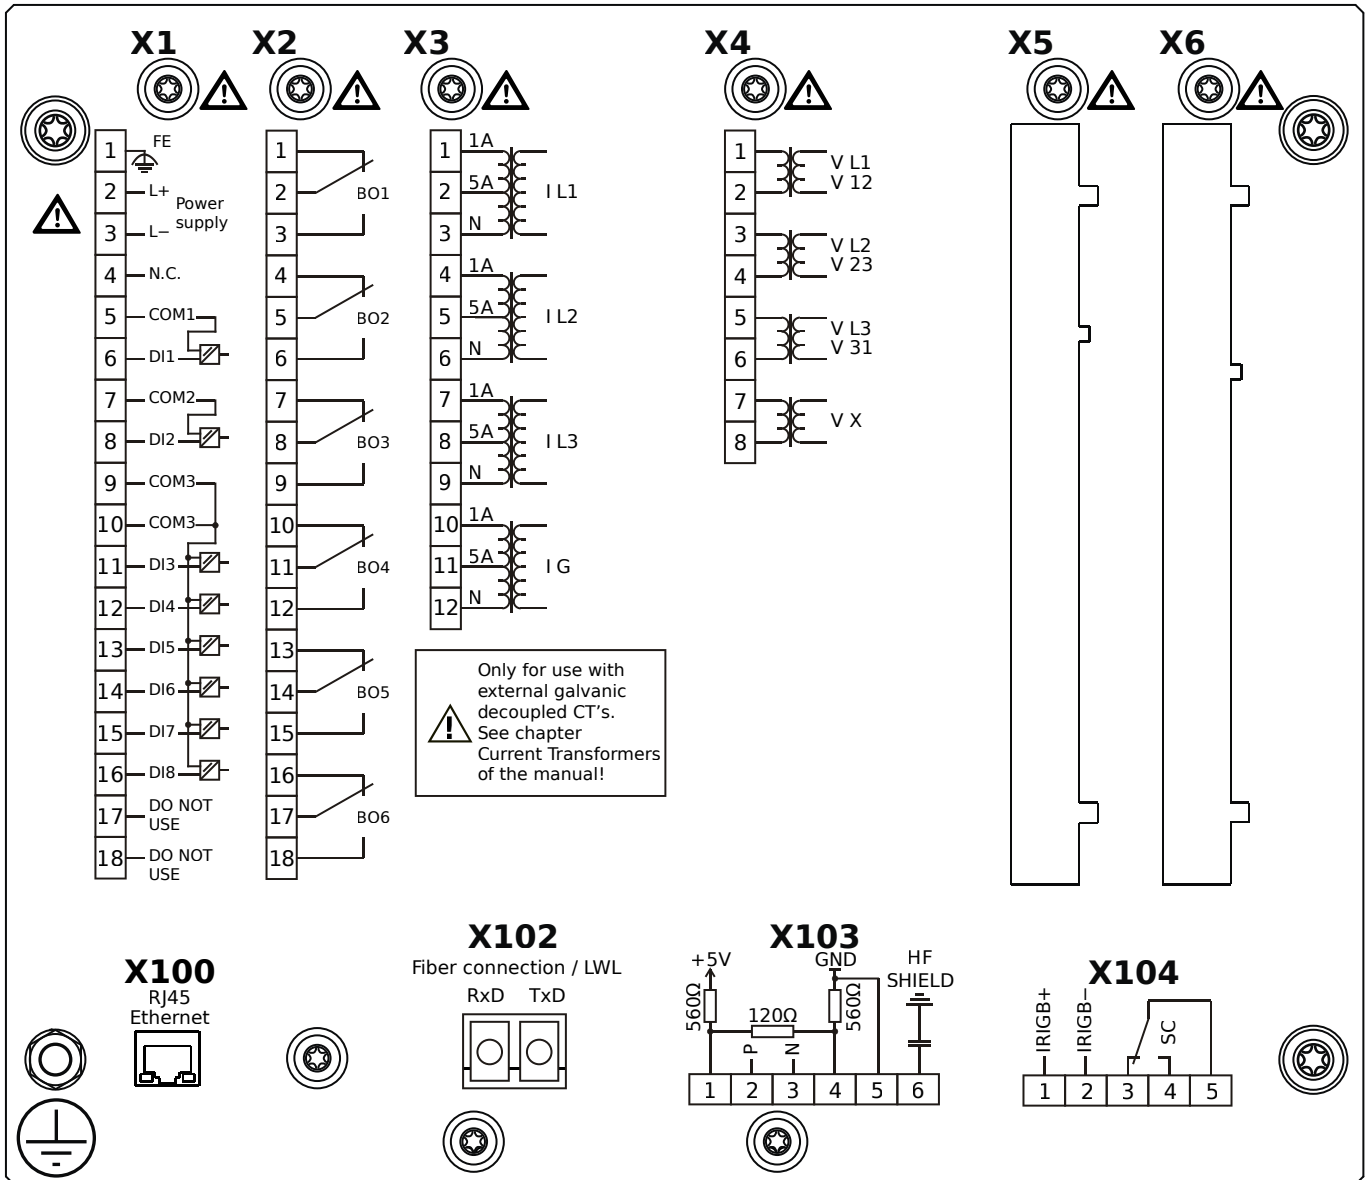 X1
X2
X3
X4
X5
X6
1
FE
2
L+
Power
supply
3
L−
4
N.C.
5
COM1
6
DI1
7
COM2
8
DI2
9
COM3
10
COM3
11
DI3
12
DI4
13
DI5
14
DI6
15
DI7
16
DI8
17
DO NOT
USE
18
DO NOT
USE
1
2
BO1
3
4
5
BO2
6
7
8
BO3
9
10
11
BO4
12
13
14
BO5
15
16
17
BO6
18
1
1A
2
5A
I L1
3
N
4
1A
5
5A
I L2
6
N
7
1A
8
5A
I L3
9
N
10
1A
11
5A
I G
12
N
Only for use with
external galvanic
decoupled CT's.
See chapter
Current Transformers
of the manual!
1
2
V L1
V 12
3
4
V L2
V 23
5
6
V L3
V 31
7
8
V X
X100
RJ45
Ethernet
X102
Fiber connection / LWL
RxD TxD
X103
+5V
GND
HF
SHIELD
560Ω
120Ω
560Ω
P
N
1 2 3 4 5 6
X104
IRIGB+
IRIGB−
SC
1 2 3 4 5